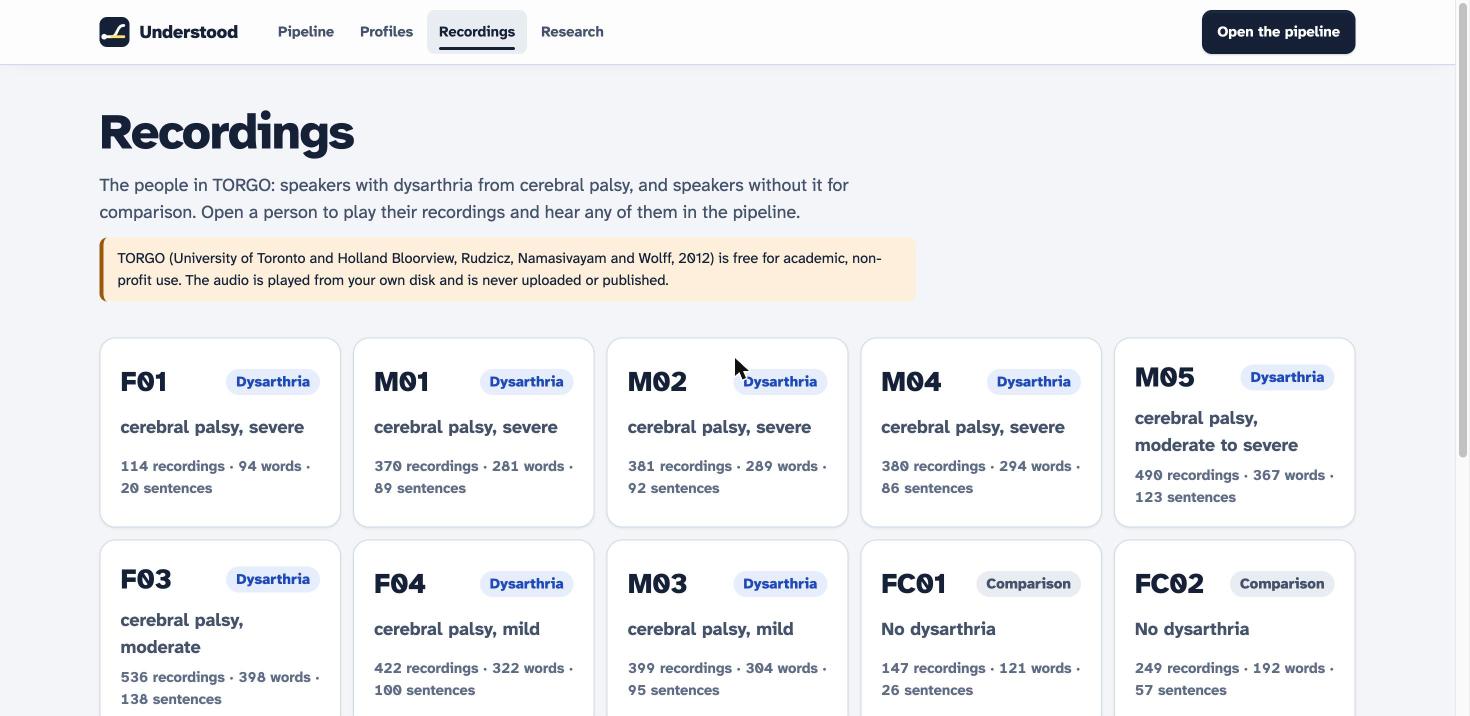 Understood
Pipeline
Profiles
Recordings
Research
Open the pipeline
Recordings
The people in TORGO: speakers with dysarthria from cerebral palsy, and speakers without it for
comparison. Open a person to play their recordings and hear any of them in the pipeline.
TORGO (University of Toronto and Holland Bloorview, Rudzicz, Namasivayam and Wolff, 2012) is free for academic, non-
profit use. The audio is played from your own disk and is never uploaded or published.
F01
Dysarthria
cerebral palsy, severe
114 recordings · 94 words ·
20 sentences
M01
Dysarthria
cerebral palsy, severe
370 recordings · 281 words ·
89 sentences
M02
Dysarthria
cerebral palsy, severe
381 recordings · 289 words ·
92 sentences
M04
Dysarthria
cerebral palsy, severe
380 recordings · 294 words ·
86 sentences
M05
Dysarthria
cerebral palsy,
moderate to severe
490 recordings · 367 words ·
123 sentences
F03
Dysarthria
cerebral palsy,
moderate
536 recordings · 398 words ·
138 sentences
F04
Dysarthria
cerebral palsy, mild
422 recordings · 322 words ·
100 sentences
M03
Dysarthria
cerebral palsy, mild
399 recordings · 304 words ·
95 sentences
FC01
Comparison
No dysarthria
147 recordings · 121 words ·
26 sentences
FC02
Comparison
No dysarthria
249 recordings · 192 words ·
57 sentences